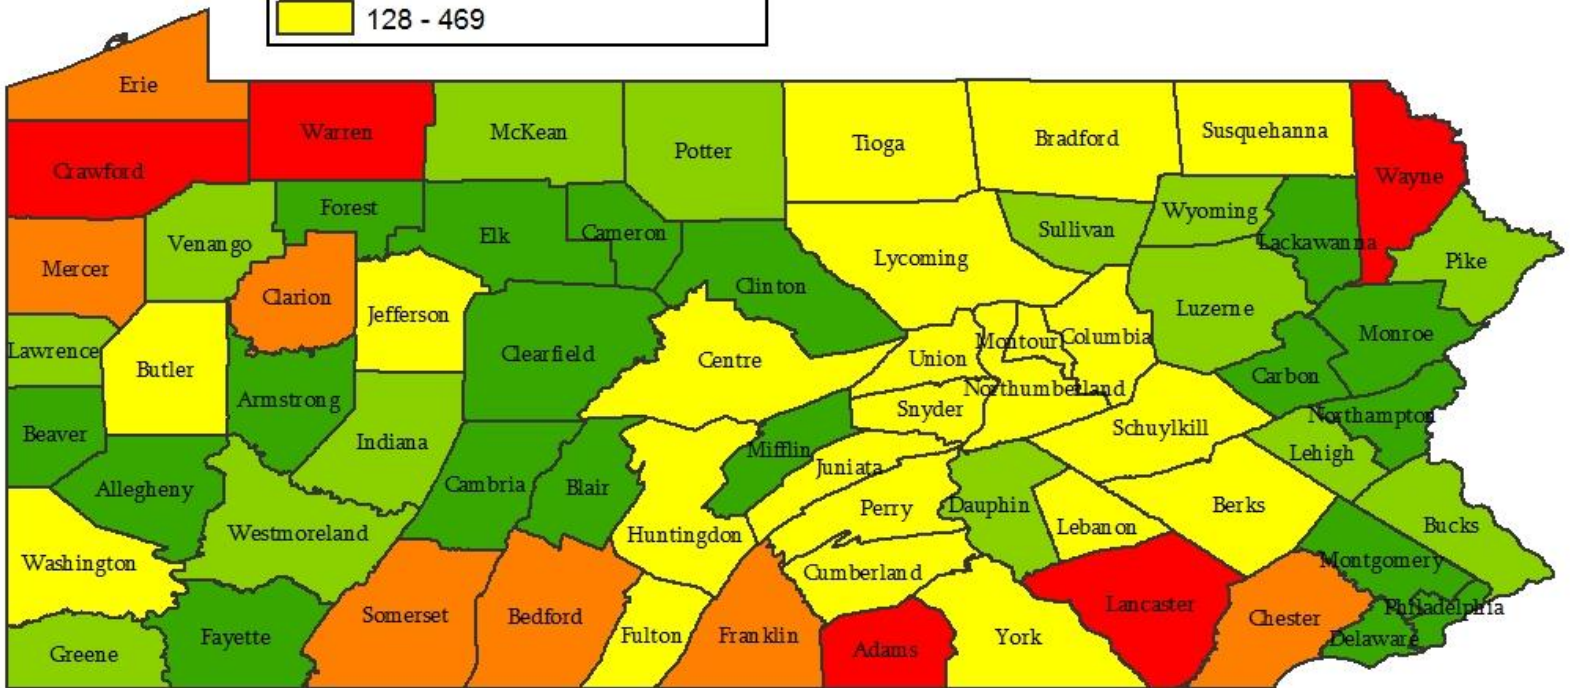 128 - 469
Erie
Warren
McKean
Potter
Tioga
Bradford
Susquehanna
Crawford
Wayne
Forest
Venango
Elk
Cameron
Sullivan
Wyoming
Lackawanna
Mercer
Clarion
Jefferson
Clinton
Lycoming
Luzerne
Pike
Lawrence
Butler
Clearfield
Centre
Union
Montour
Columbia
Monroe
Carbon
Armstrong
Snyder
Northumberland
Northampton
Beaver
Indiana
Mifflin
Schuylkill
Lehigh
Allegheny
Cambria
Blair
Juniata
Westmoreland
Huntingdon
Perry
Dauphin
Lebanon
Berks
Bucks
Washington
Cumberland
Montgomery
Somerset
Bedford
Lancaster
Chester
Philadelphia
Greene
Fayette
Fulton
Franklin
Adams
York
Delaware